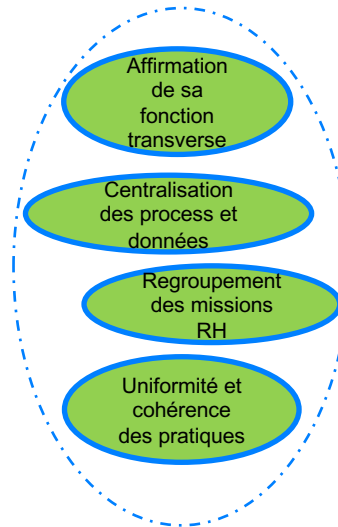 Affirmation
de sa
fonction
transverse
Centralisation
des process et
données
Regroupement
des missions
RH
Uniformité et
cohérence
des pratiques